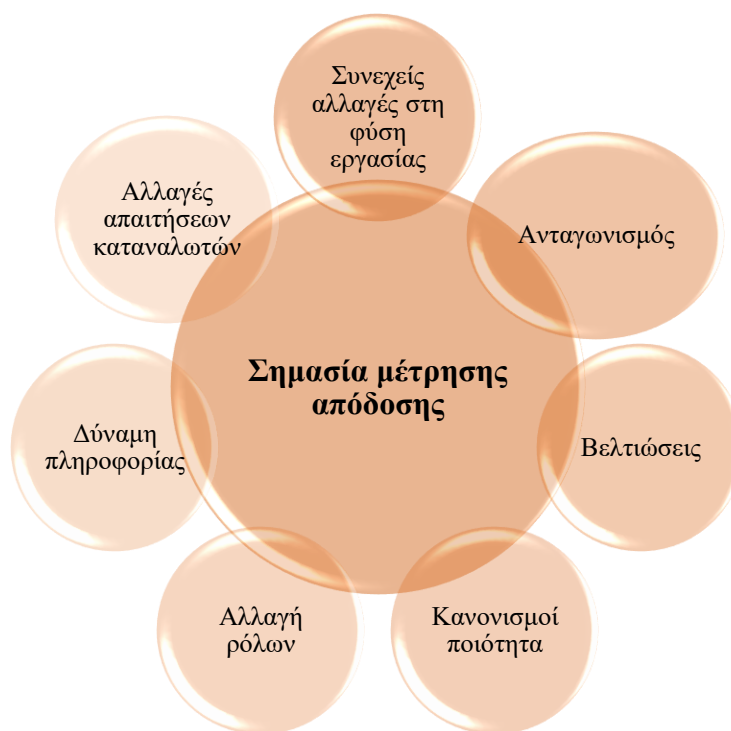 Συνεχείς
αλλαγές στη
φύση
εργασίας
Ανταγωνισμός
Βελτιώσεις
Κανονισμοί
ποιότητα
Αλλαγή
ρόλων
Δύναμη
πληροφορίας
Αλλαγές
απαιτήσεων
καταναλωτών
Σημασία μέτρησης
απόδοσης